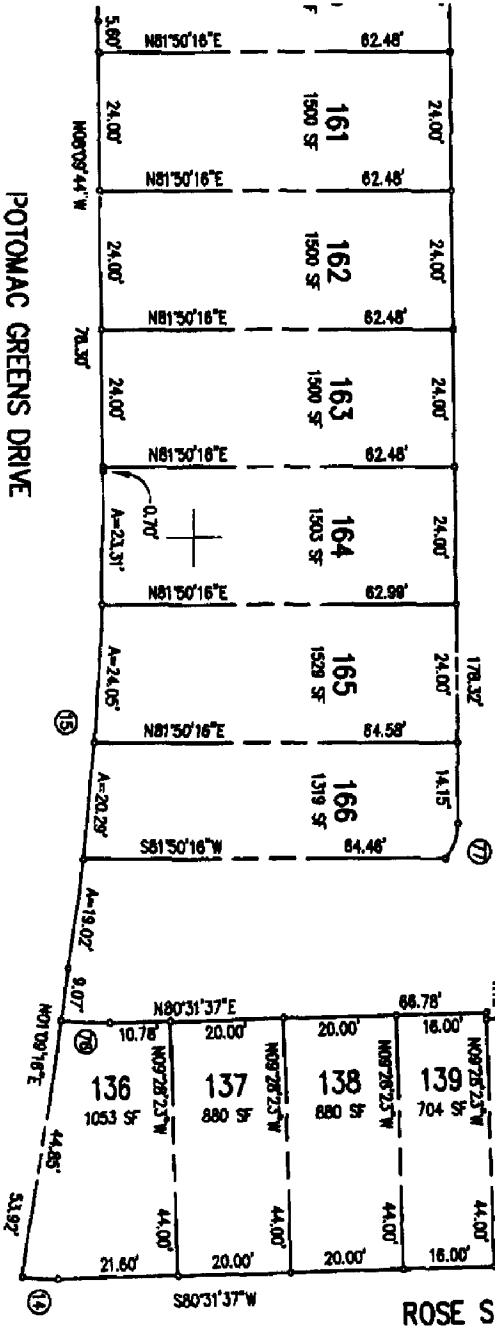 5.60'
N81°50'16"E
62.48'
F
24.00'
161
1500 SF
24.00'
N08°09'44"W
N81°50'16"E
62.48'
24.00'
162
1500 SF
24.00'
N81°50'16"E
62.48'
78.30'
24.00'
163
1500 SF
24.00'
N81°50'16"E
62.48'
0.70'
A=23.31'
164
1503 SF
24.00'
N81°50'16"E
62.99'
POTOMAC GREENS DRIVE
A=24.05'
165
1529 SF
24.00'
178.32'
N81°50'16"E
64.58'
15
A=20.29'
166
1319 SF
14.15'
S81°50'16"W
64.46'
77
A=19.02'
9.07'
N80°31'37"E
66.78'
76
10.78'
20.00'
20.00'
16.00'
N01°09'16"E
136
1053 SF
N09°28'23"W
137
880 SF
N09°28'23"W
138
880 SF
N09°28'23"W
139
704 SF
N09°28'23"W
44.85'
53.92'
44.00'
44.00'
44.00'
44.00'
21.60'
20.00'
20.00'
16.00'
14
S80°31'37"W
ROSE S